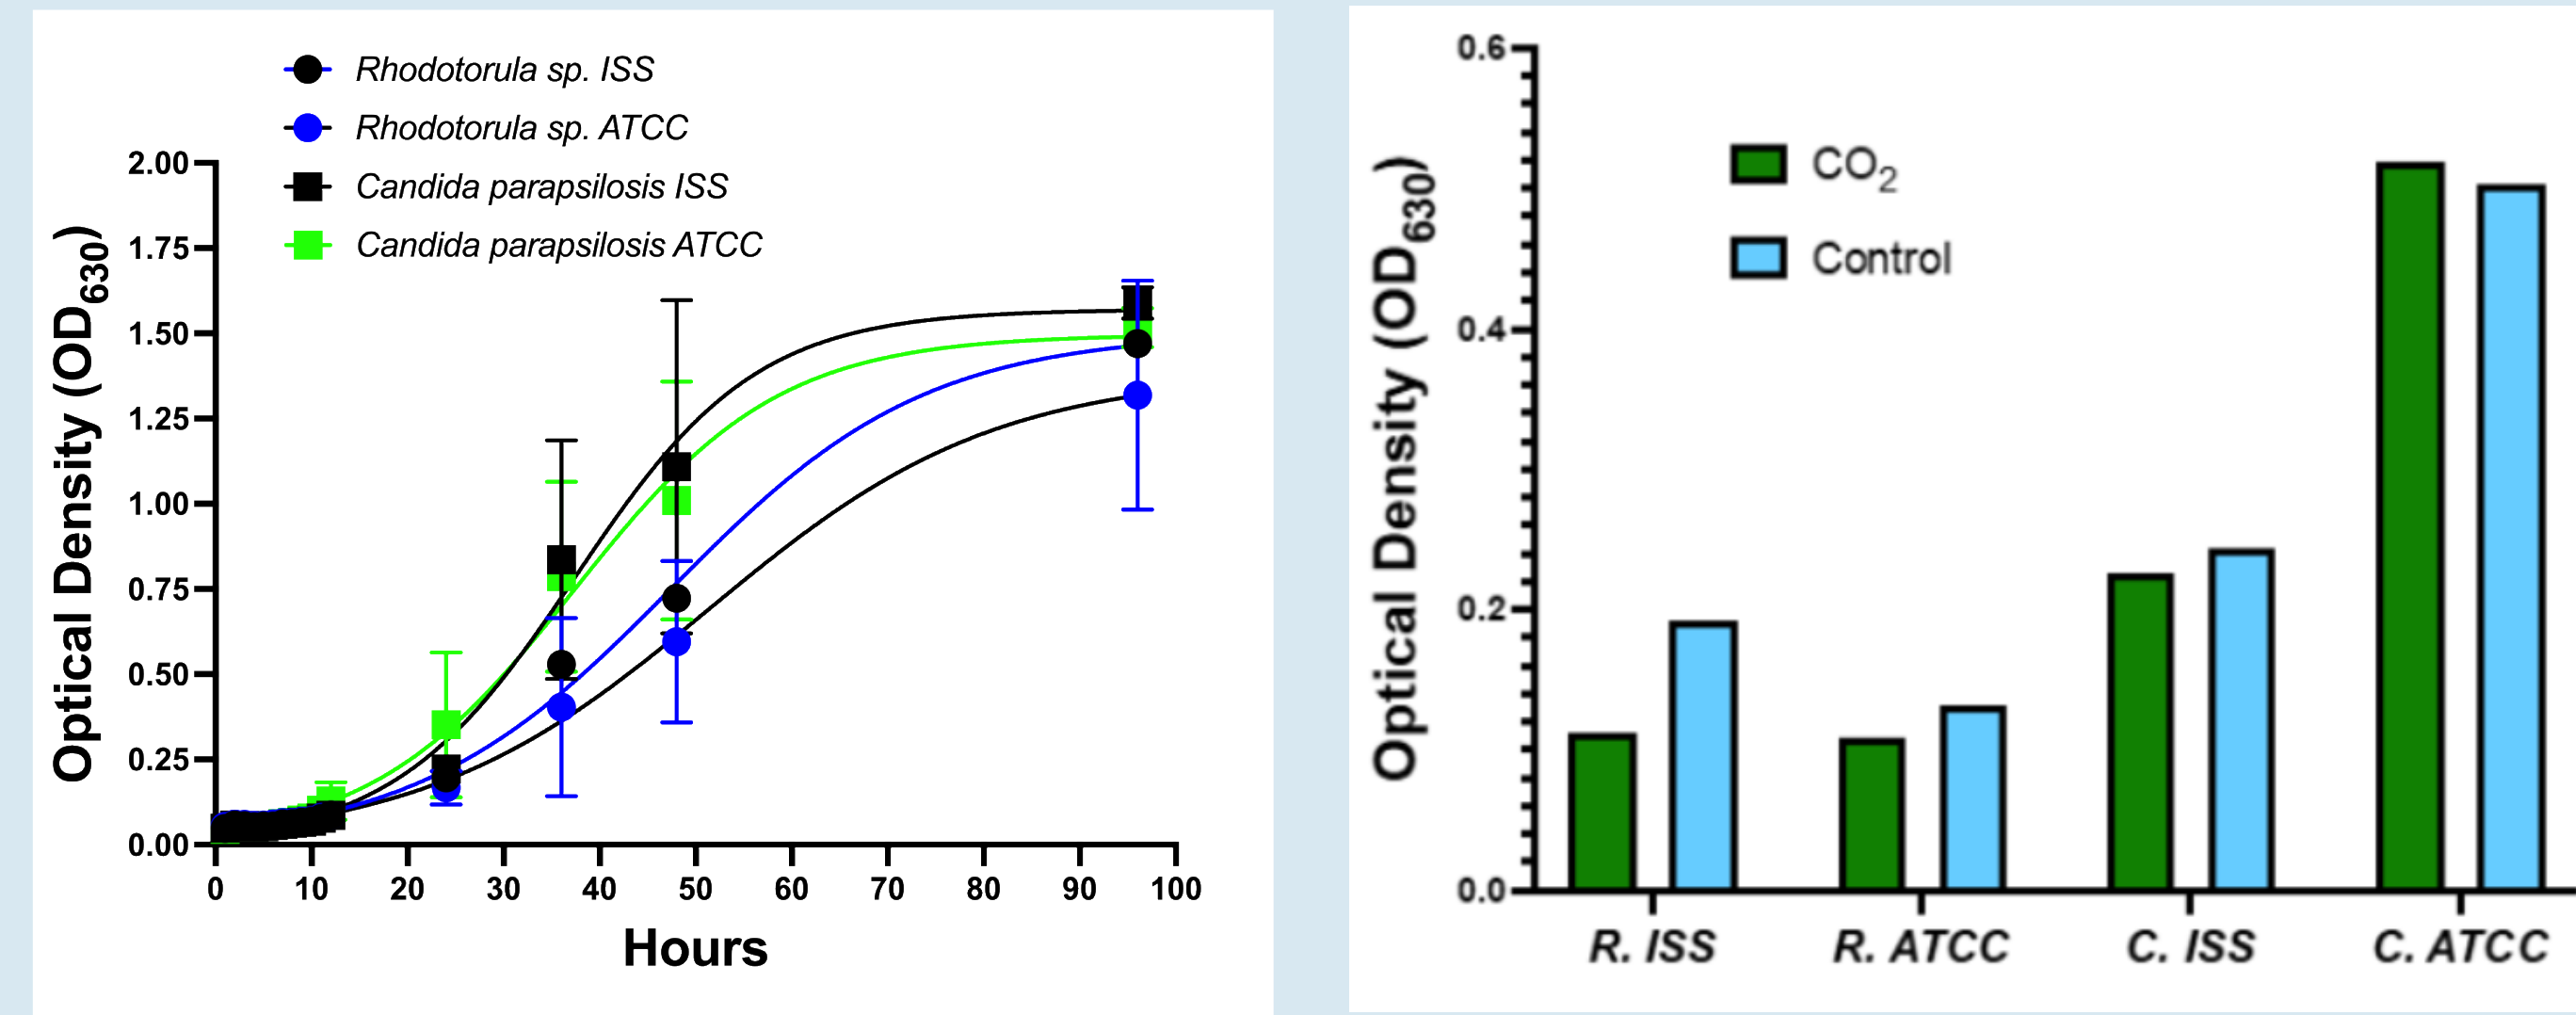 Rhodotorula sp. ISS
Rhodotorula sp. ATCC
Candida parapsilosis ISS
Candida parapsilosis ATCC
Optical Density (OD630)
2.00
1.75
1.50
1.25
1.00
0.75
0.50
0.25
0.00
0 10 20 30 40 50 60 70 80 90 100
Hours
Optical Density (OD630)
0.6
0.4
0.2
0.0
CO2
Control
R. ISS R. ATCC C. ISS C. ATCC